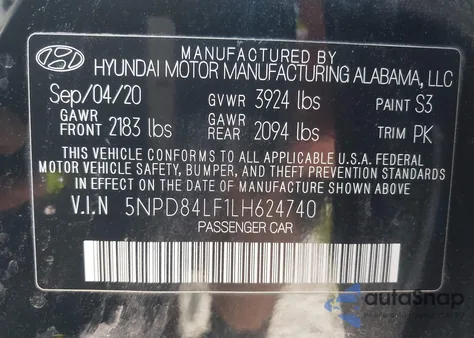 MANUFACTURED BY
HYUNDAI MOTOR MANUFACTURING ALABAMA, LLC
Sep/04/20 GVWR 3924 lbs PAINT S3
GAWR FRONT 2183 lbs GAWR REAR 2094 lbs TRIM PK
THIS VEHICLE CONFORMS TO ALL APPLICABLE U.S.A. FEDERAL
MOTOR VEHICLE SAFETY, BUMPER, AND THEFT PREVENTION
STANDARDS IN EFFECT ON THE DATE OF MANUFACTURE SHOWN ABOVE.
V.I.N 5NPD84LF1LH624740
PASSENGER CAR
autoSnap